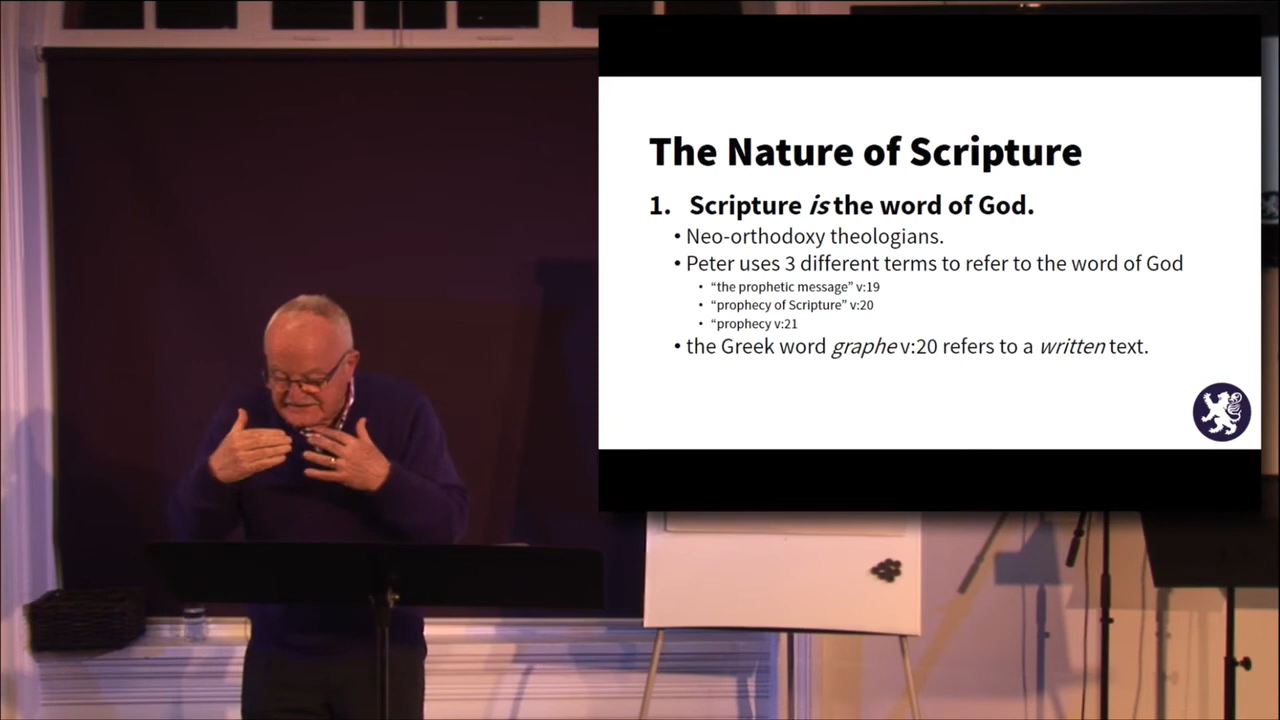 The Nature of Scripture
1. Scripture is the word of God.
• Neo-orthodoxy theologians.
• Peter uses 3 different terms to refer to the word of God
• “the prophetic message” v:19
• “prophecy of Scripture” v:20
• “prophecy v:21
• the Greek word graphe v:20 refers to a written text.